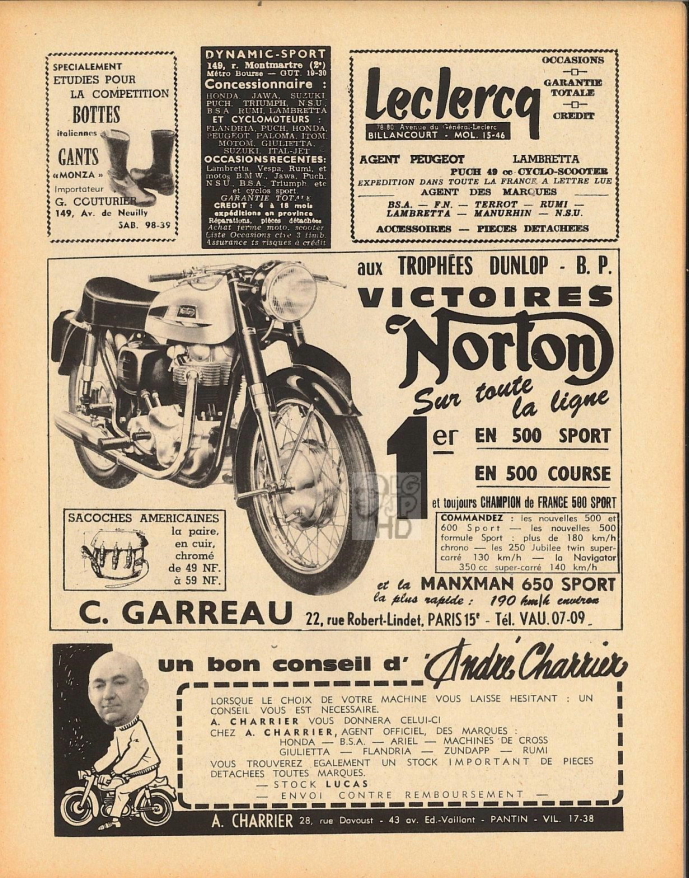 SPECIALEMENT
ETUDIES POUR
LA COMPETITION
BOTTES
italiennes
GANTS
«MONZA»
Importateur
G. COUTURIER
149, Av. de Neuilly
SAB. 98-39
DYNAMIC-SPORT
149, r. Montmartre (2e)
Métro Bourse — GUT. 19-30
Concessionnaire :
HONDA, JAWA, SUZUKI
PUCH, TRIUMPH, N.S.U.
B.S.A. RUMI, LAMBRETTA
ET CYCLOMOTEURS :
FLANDRIA, PUCH, HONDA,
PEUGEOT, PALOMA, ITOM
MOTOM, GIULIETTA,
SUZUKI, ITAL-JET
OCCASIONS RECENTES:
Lambretta, Vespa, Rumi, et
motos B.M.W., Jawa, Puch,
N.S.U., B.S.A., Triumph etc
et cyclos sport
GARANTIE TOTALE
CREDIT : 4 à 18 mois
expéditions en province
Réparations, pièces détachées
Achat ferme moto, scooter
Liste Occasions ctre 3 timb.
Assurance ts risques à crédit
Leclercq
78.80 Avenue du Général-Leclerc
BILLANCOURT - MOL. 15-46
OCCASIONS
GARANTIE
TOTALE
CREDIT
AGENT PEUGEOT LAMBRETTA
PUCH 49 cc CYCLO-SCOOTER
EXPEDITION DANS TOUTE LA FRANCE, A LETTRE LUE
AGENT DES MARQUES
B.S.A. — F.N. — TERROT — RUMI —
LAMBRETTA — MANURHIN — N.S.U.
ACCESSOIRES — PIECES DETACHEES
aux TROPHÉES DUNLOP - B. P.
VICTOIRES
Norton
Sur toute
la ligne
1er EN 500 SPORT
EN 500 COURSE
et toujours CHAMPION de FRANCE 500 SPORT
COMMANDEZ : les nouvelles 500 et
600 Sport — les nouvelles 500
formule Sport : plus de 180 km/h
chrono — les 250 Jubilee twin super-
carré 130 km/h — la Navigator
350 cc super-carré 140 km/h
et la MANXMAN 650 SPORT
la plus rapide : 190 km/h environ
SACOCHES AMERICAINES
la paire,
en cuir,
chromé
de 49 NF.
à 59 NF.
C. GARREAU 22, rue Robert-Lindet, PARIS 15e - Tél. VAU. 07-09
un bon conseil d' André Charrier
LORSQUE LE CHOIX DE VOTRE MACHINE VOUS LAISSE HESITANT : UN
CONSEIL VOUS EST NECESSAIRE.
A. CHARRIER VOUS DONNERA CELUI-CI
CHEZ A. CHARRIER, AGENT OFFICIEL, DES MARQUES :
HONDA — B.S.A. — ARIEL — MACHINES DE CROSS
GIULIETTA — FLANDRIA — ZUNDAPP — RUMI
VOUS TROUVEREZ EGALEMENT UN STOCK IMPORTANT DE PIECES
DETACHEES TOUTES MARQUES.
— STOCK LUCAS
— ENVOI CONTRE REMBOURSEMENT —
A. CHARRIER 28, rue Davoust - 43 av. Ed.-Vaillant - PANTIN - VIL. 17-38